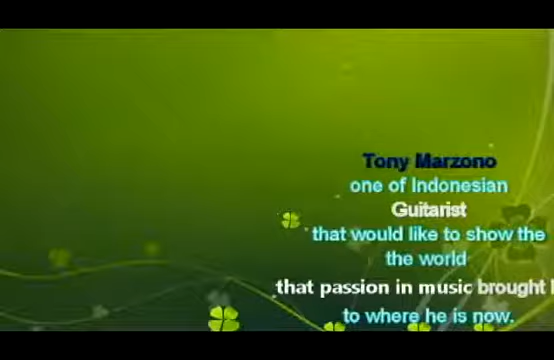 Tony Marzono
one of Indonesian
Guitarist
that would like to show the
the world
that passion in music brought
to where he is now.